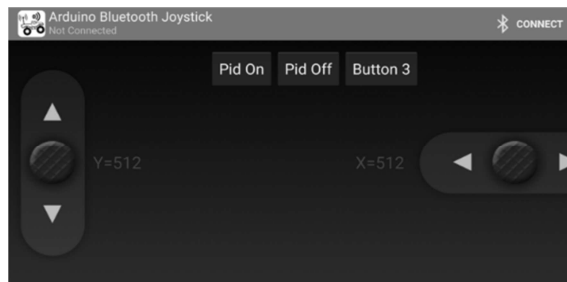 Arduino Bluetooth Joystick
Not Connected
CONNECT
Pid On Pid Off Button 3
Y=512
X=512